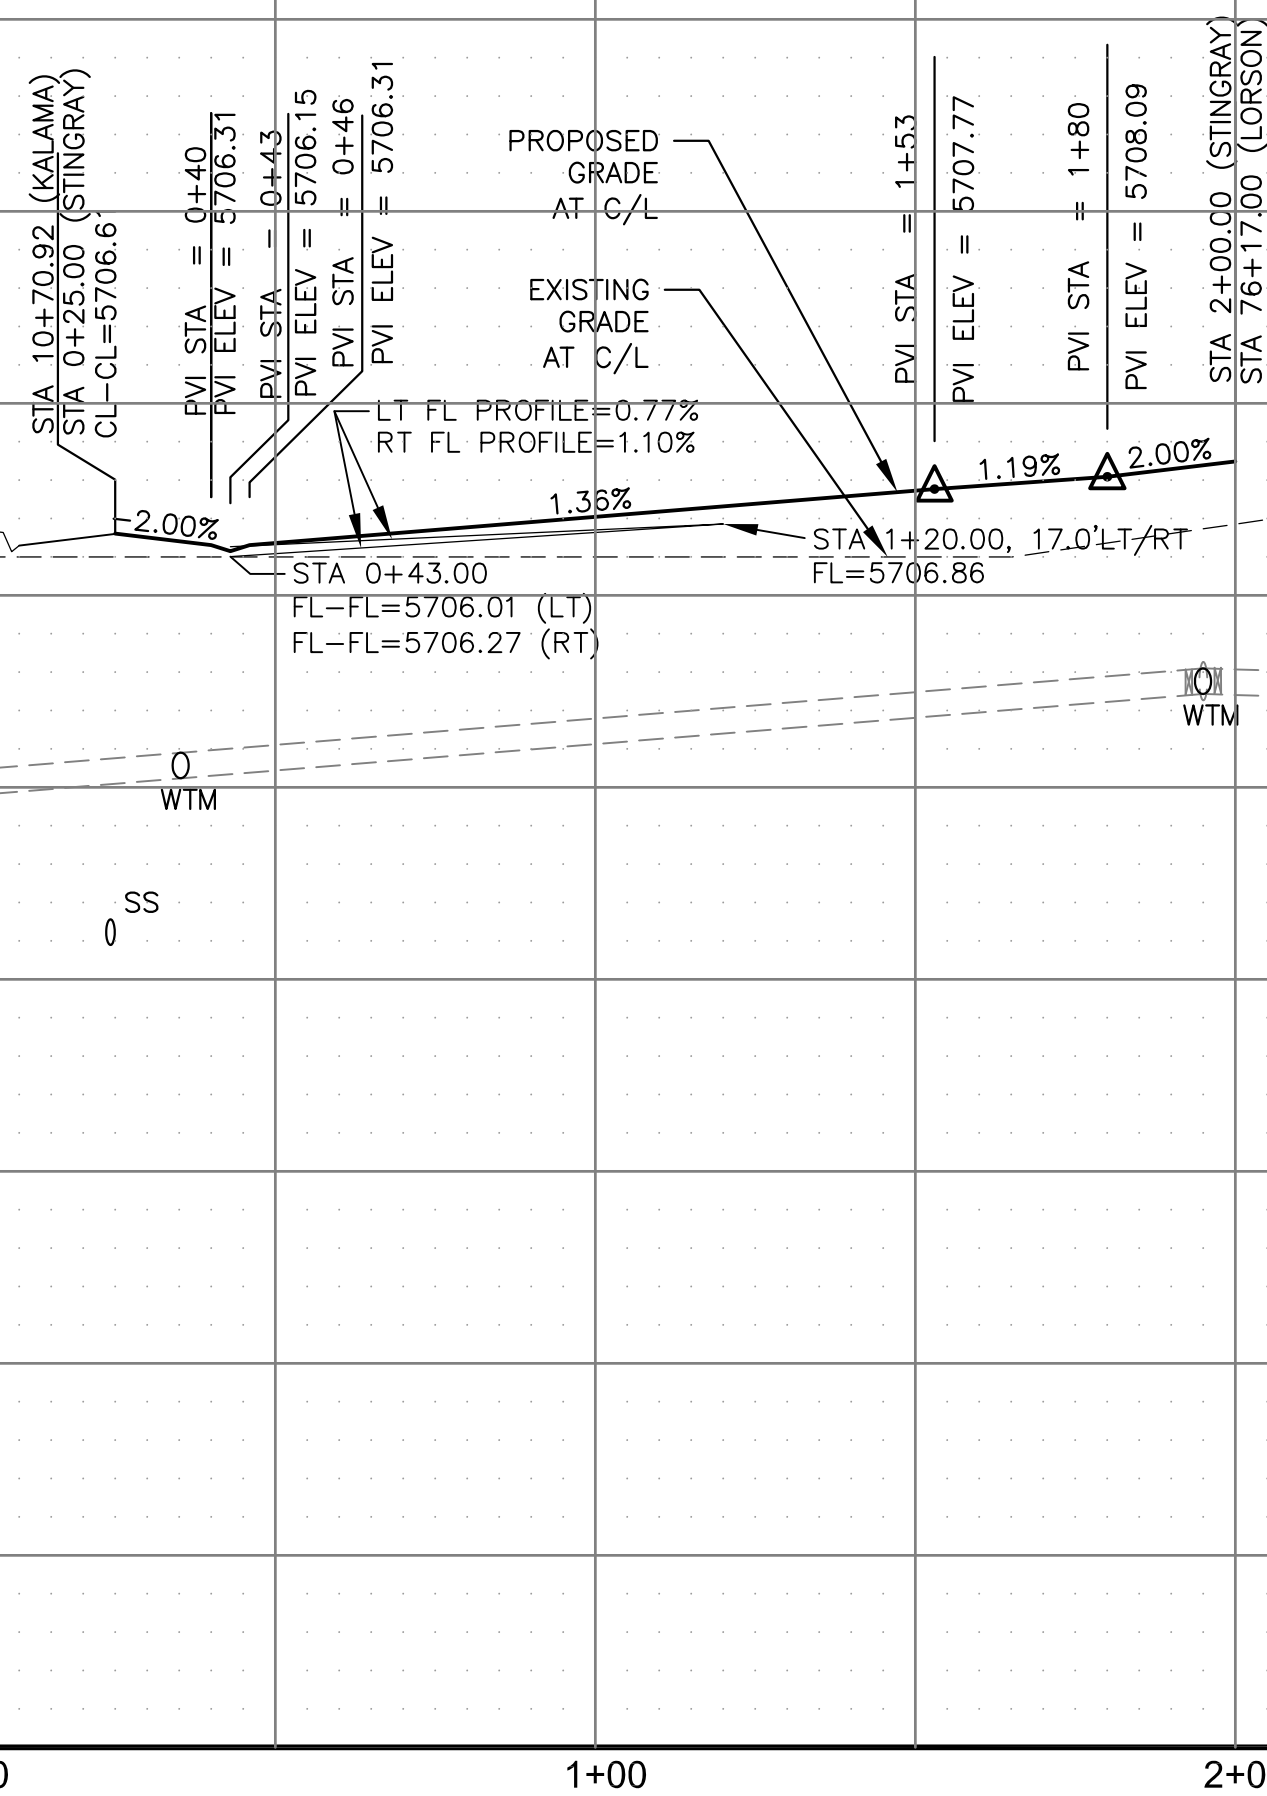 STA 10+70.92 (KALAMA)
STA 0+25.00 (STINGRAY)
CL-CL=5706.6
PVI STA = 0+40
PVI ELEV = 5706.31
PVI STA = 0+43
PVI ELEV = 5706.15
PVI STA = 0+46
PVI ELEV = 5706.31
PROPOSED
GRADE
AT C/L
EXISTING
GRADE
AT C/L
PVI STA = 1+53
PVI ELEV = 5707.77
PVI STA = 1+80
PVI ELEV = 5708.09
STA 2+00.00 (STINGRAY)
STA 76+17.00 (LORSON)
LT FL PROFILE=0.77%
RT FL PROFILE=1.10%
-2.00%
1.36%
1.19%
2.00%
STA 1+20.00, 17.0'LT/RT
FL=5706.86
STA 0+43.00
FL-FL=5706.01 (LT)
FL-FL=5706.27 (RT)
WTM
WTM
SS
0
1+00
2+0